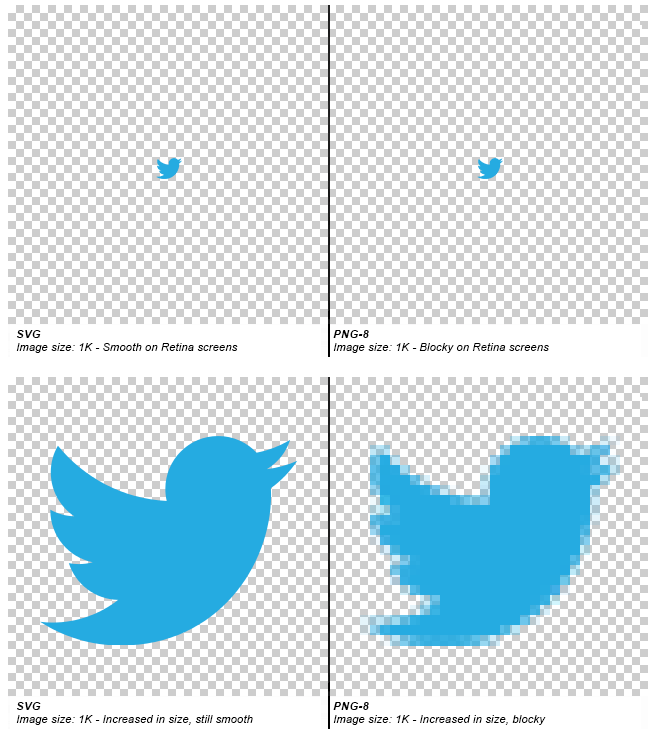 SVG
Image size: 1K - Smooth on Retina screens
PNG-8
Image size: 1K - Blocky on Retina screens
SVG
Image size: 1K - Increased in size, still smooth
PNG-8
Image size: 1K - Increased in size, blocky